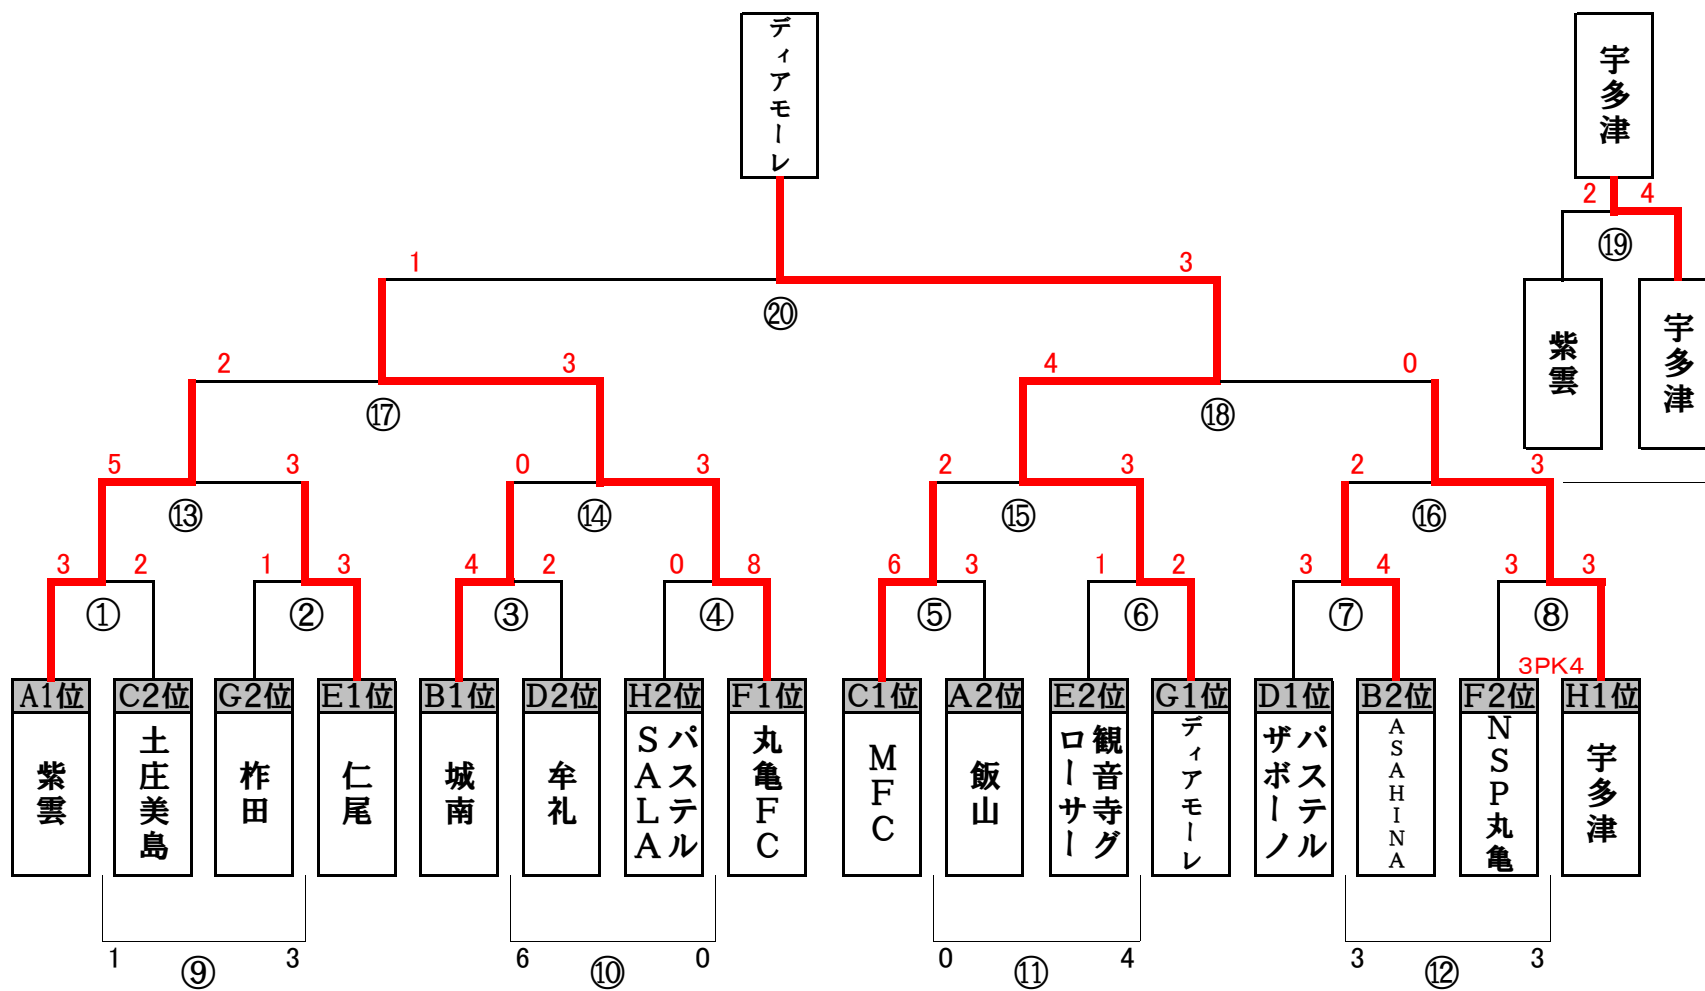 ディアモーレ
宇多津
2 4
⑲
紫雲
宇多津
1 3
⑳
2 3 4 0
⑰ ⑱
5 3 0 3 2 3 2 3
⑬ ⑭ ⑮ ⑯
3 2 1 3 4 2 0 8 6 3 1 2 3 4 3 3
① ② ③ ④ ⑤ ⑥ ⑦ ⑧
3PK4
A1位 C2位 G2位 E1位 B1位 D2位 H2位 F1位 C1位 A2位 E2位 G1位 D1位 B2位 F2位 H1位
紫雲
土庄美島
柞田
仁尾
城南
牟礼
パステル
SALA
丸亀FC
MFC
飯山
観音寺グ
ローサー
ディアモーレ
パステル
ザボーノ
ASAHINA
NSP丸亀
宇多津
1 3 6 0 0 4 3 3
⑨ ⑩ ⑪ ⑫